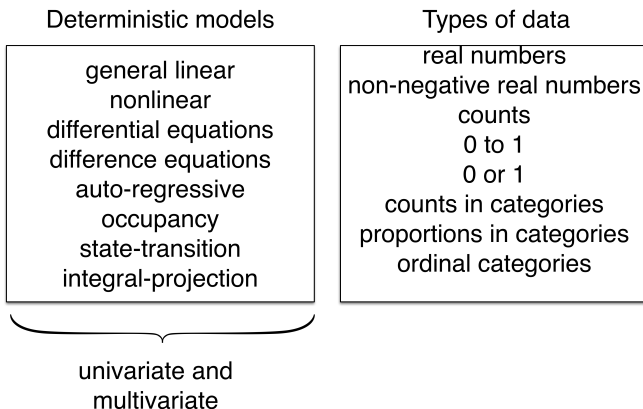 Deterministic models
general linear
nonlinear
differential equations
difference equations
auto-regressive
occupancy
state-transition
integral-projection
univariate and
multivariate
Types of data
real numbers
non-negative real numbers
counts
0 to 1
0 or 1
counts in categories
proportions in categories
ordinal categories